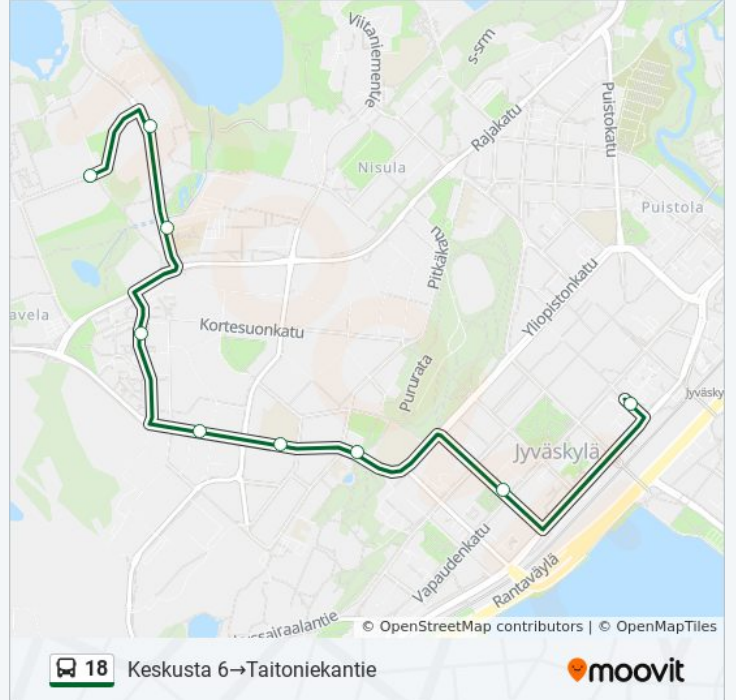 Viitaniementie
s-srm
Puistokatu
Rajakatu
Nisula
Puistola
Pitkäkatu
Yliopistonkatu
avela
Kortesuonkatu
Pururata
Jyväsky
Jyväskylä
Vapaudenkatu
Rantaväylä
ussairaalantie
© OpenStreetMap contributors | © OpenMapTiles
18 Keskusta 6→Taitoniekantie
moovit